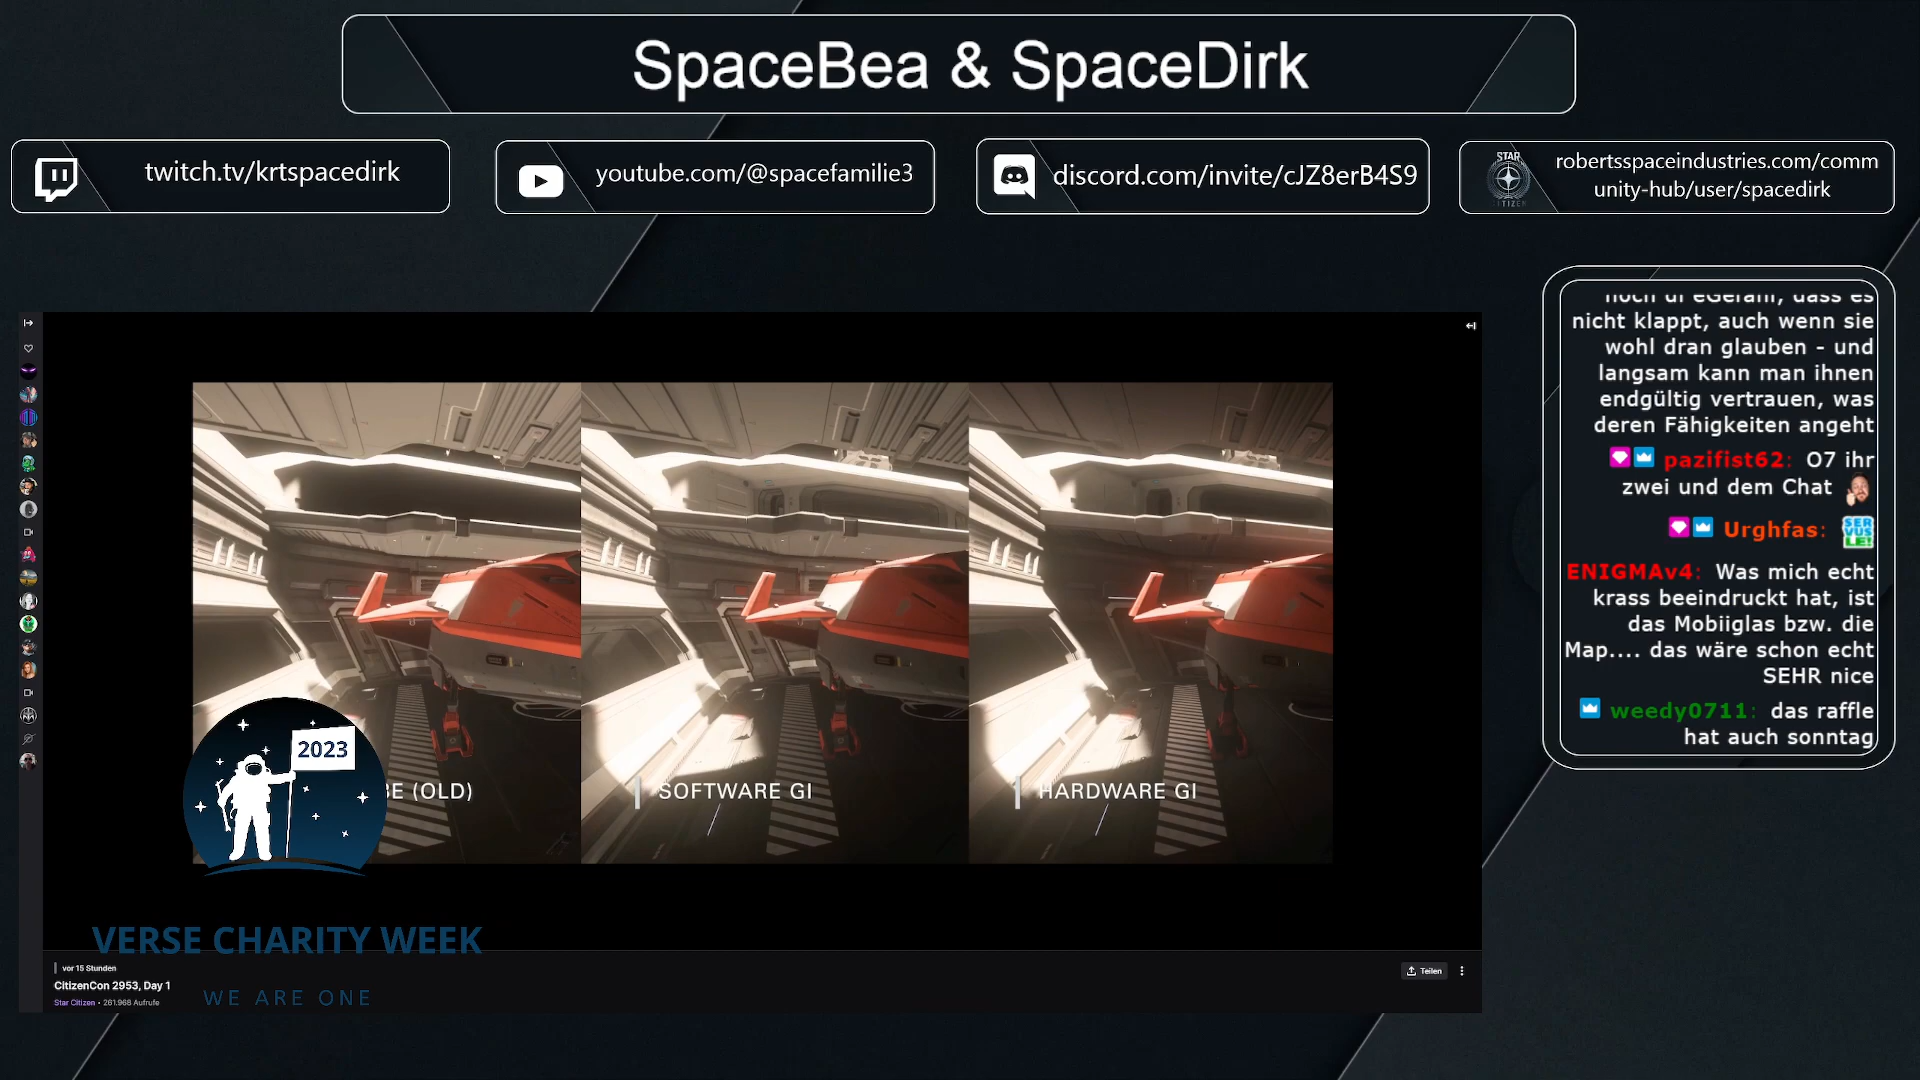 SpaceBea & SpaceDirk
twitch.tv/krtspacedirk
youtube.com/@spacefamilie3
discord.com/invite/cJZ8erB4S9
STAR
robertsspaceindustries.com/comm
unity-hub/user/spacedirk
dass es
nicht klappt, auch wenn sie
wohl dran glauben - und
langsam kann man ihnen
endgültig vertrauen, was
deren Fähigkeiten angeht
pazifist62: O7 ihr
zwei und dem Chat
Urghfas: SERVUSLE!
ENIGMAv4: Was mich echt
krass beeindruckt hat, ist
das Mobiiglas bzw. die
Map.... das wäre schon echt
SEHR nice
weedy0711: das raffle
hat auch sonntag
2023
BE (OLD)
SOFTWARE GI
HARDWARE GI
VERSE CHARITY WEEK
WE ARE ONE
vor 15 Stunden
CitizenCon 2953, Day 1
Star Citizen • 261.968 Aufrufe
Teilen